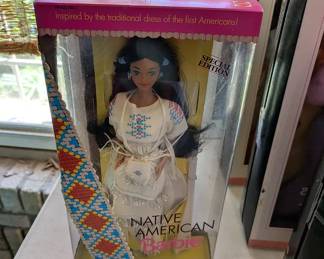 Inspired by the traditional dress of the first Americans!
SPECIAL
EDITION
NATIVE
AMERICAN
Barbie